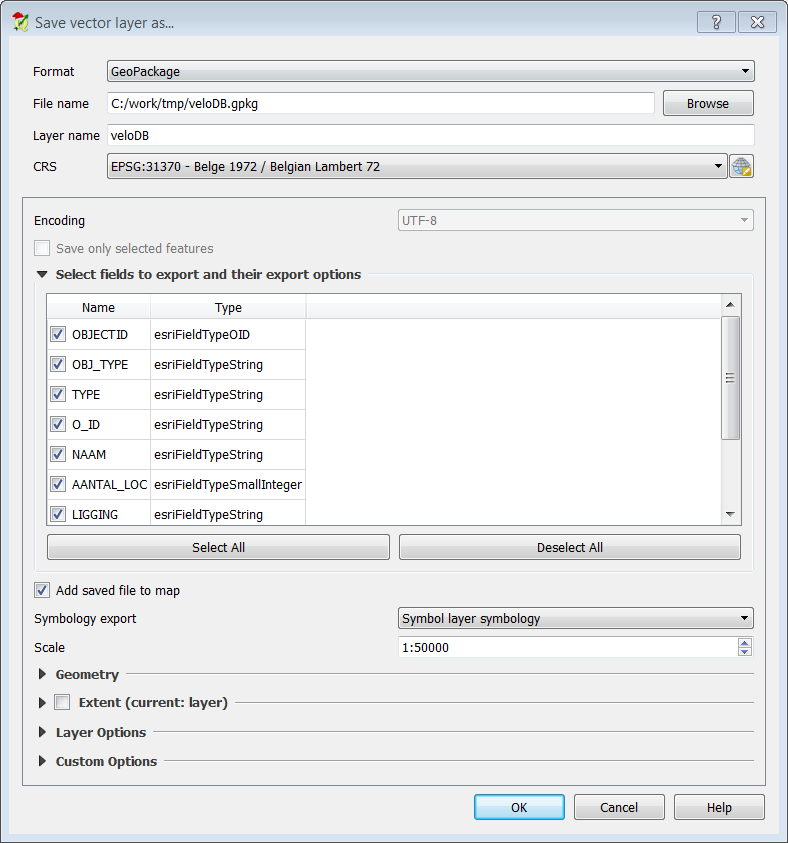 Save vector layer as...
Format GeoPackage
File name C:/work/tmp/veloDB.gpkg Browse
Layer name veloDB
CRS EPSG:31370 - Belge 1972 / Belgian Lambert 72
Encoding UTF-8
Save only selected features
Select fields to export and their export options
Name Type
OBJECTID esriFieldTypeOID
OBJ_TYPE esriFieldTypeString
TYPE esriFieldTypeString
O_ID esriFieldTypeString
NAAM esriFieldTypeString
AANTAL_LOC esriFieldTypeSmallInteger
LIGGING esriFieldTypeString
Select All Deselect All
Add saved file to map
Symbology export Symbol layer symbology
Scale 1:50000
Geometry
Extent (current: layer)
Layer Options
Custom Options
OK Cancel Help